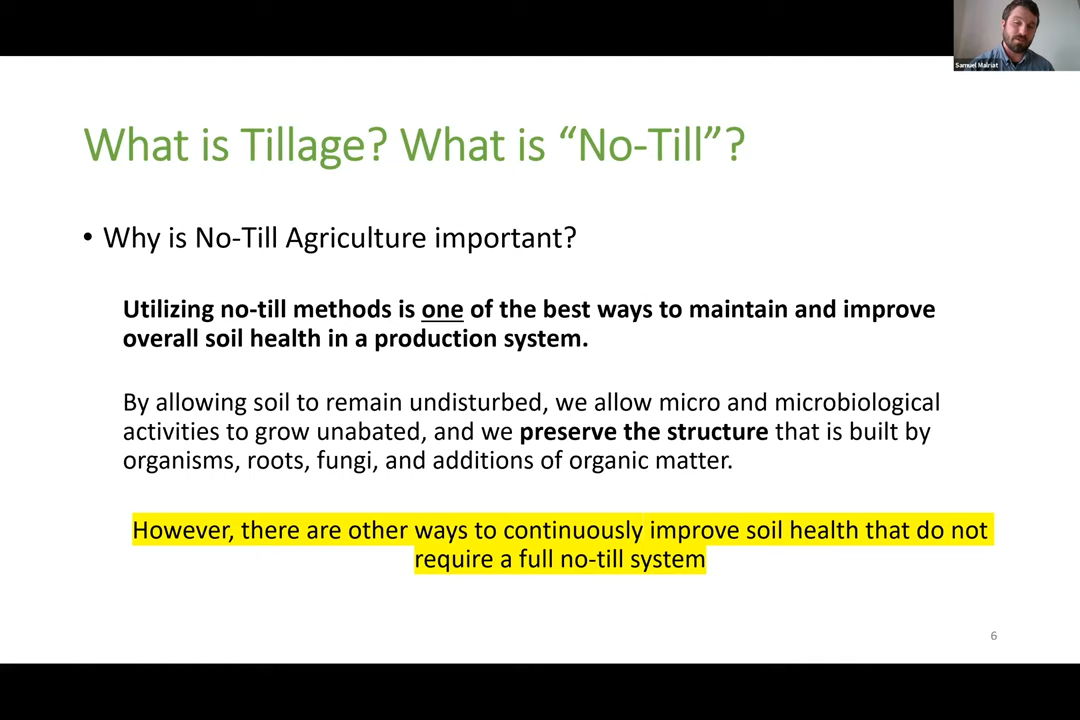 Samuel Malriat
What is Tillage? What is “No-Till”?
• Why is No-Till Agriculture important?
Utilizing no-till methods is one of the best ways to maintain and improve
overall soil health in a production system.
By allowing soil to remain undisturbed, we allow micro and microbiological
activities to grow unabated, and we preserve the structure that is built by
organisms, roots, fungi, and additions of organic matter.
However, there are other ways to continuously improve soil health that do not
require a full no-till system
6